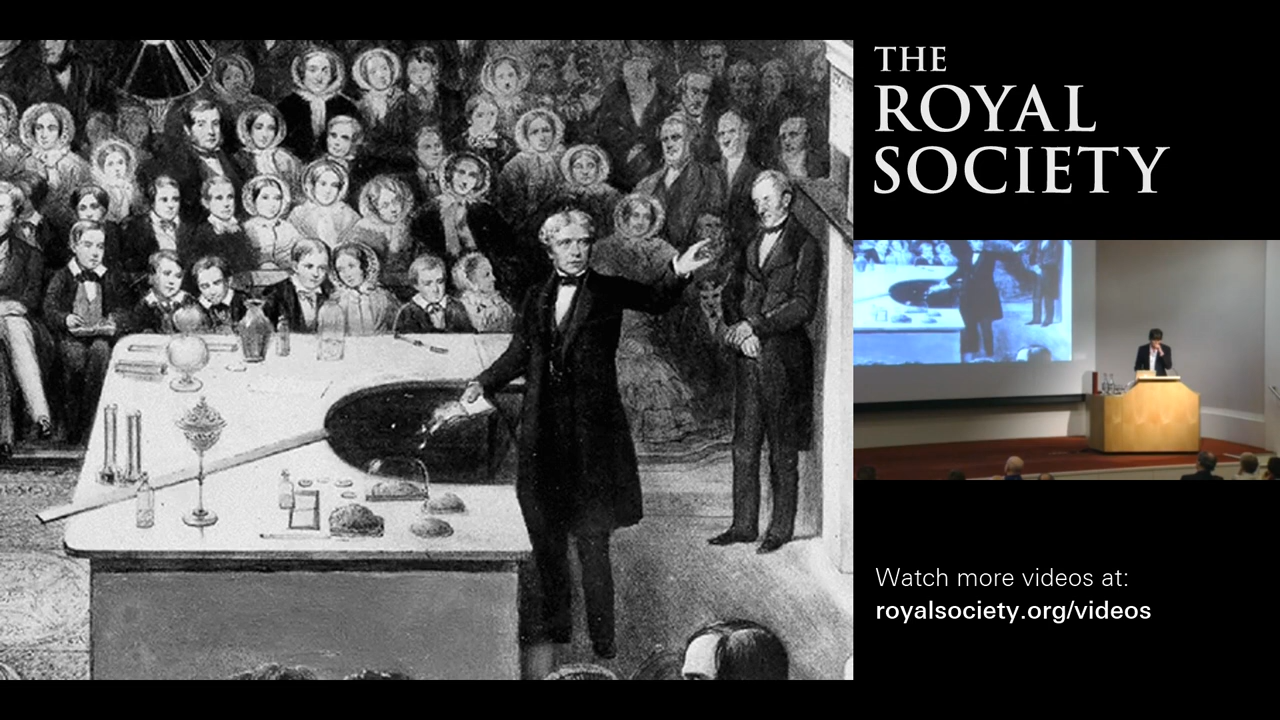 THE
ROYAL
SOCIETY
Watch more videos at:
royalsociety.org/videos